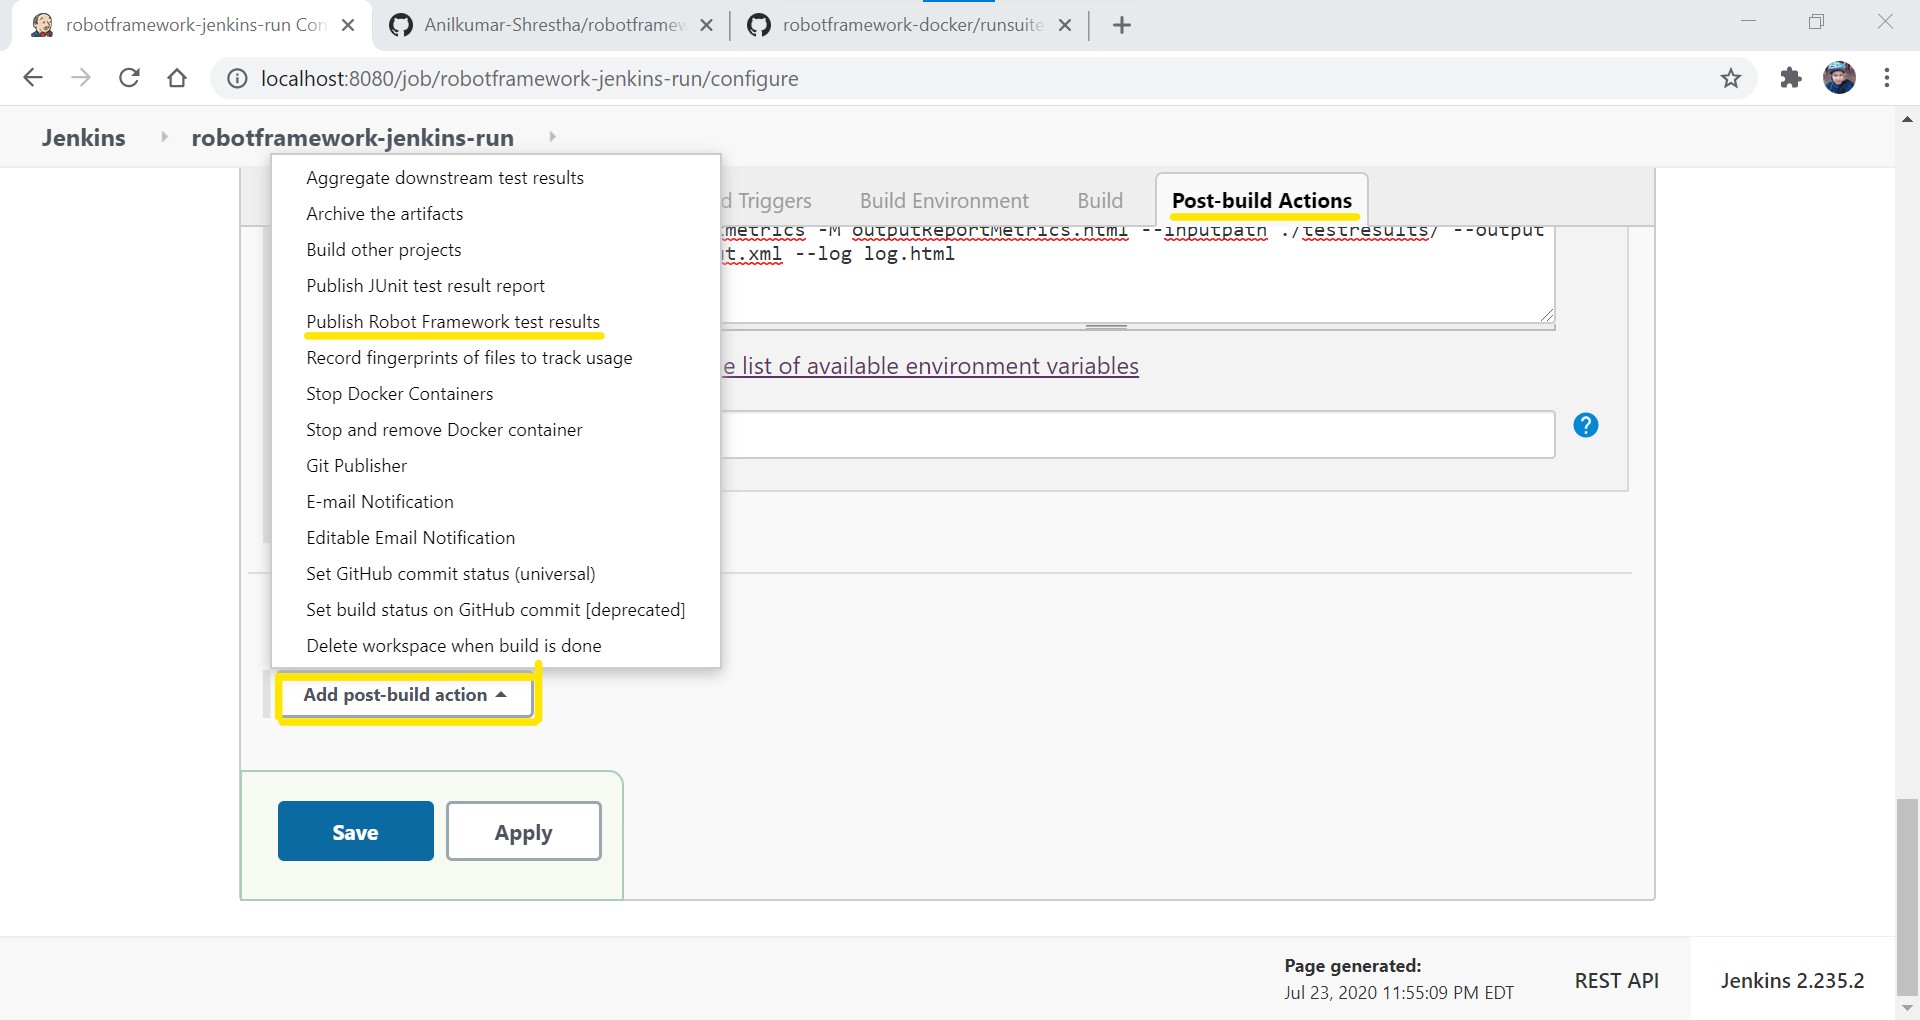 robotframework-jenkins-run Con
Anilkumar-Shrestha/robotframew
robotframework-docker/runsuite
localhost:8080/job/robotframework-jenkins-run/configure
Jenkins
robotframework-jenkins-run
d Triggers
Build Environment
Build
Post-build Actions
metrics -M outputReportMetrics.html --inputpath ./testresults/ --output
t.xml --log log.html
e list of available environment variables
?
Aggregate downstream test results
Archive the artifacts
Build other projects
Publish JUnit test result report
Publish Robot Framework test results
Record fingerprints of files to track usage
Stop Docker Containers
Stop and remove Docker container
Git Publisher
E-mail Notification
Editable Email Notification
Set GitHub commit status (universal)
Set build status on GitHub commit [deprecated]
Delete workspace when build is done
Add post-build action
Save
Apply
Page generated:
Jul 23, 2020 11:55:09 PM EDT
REST API
Jenkins 2.235.2